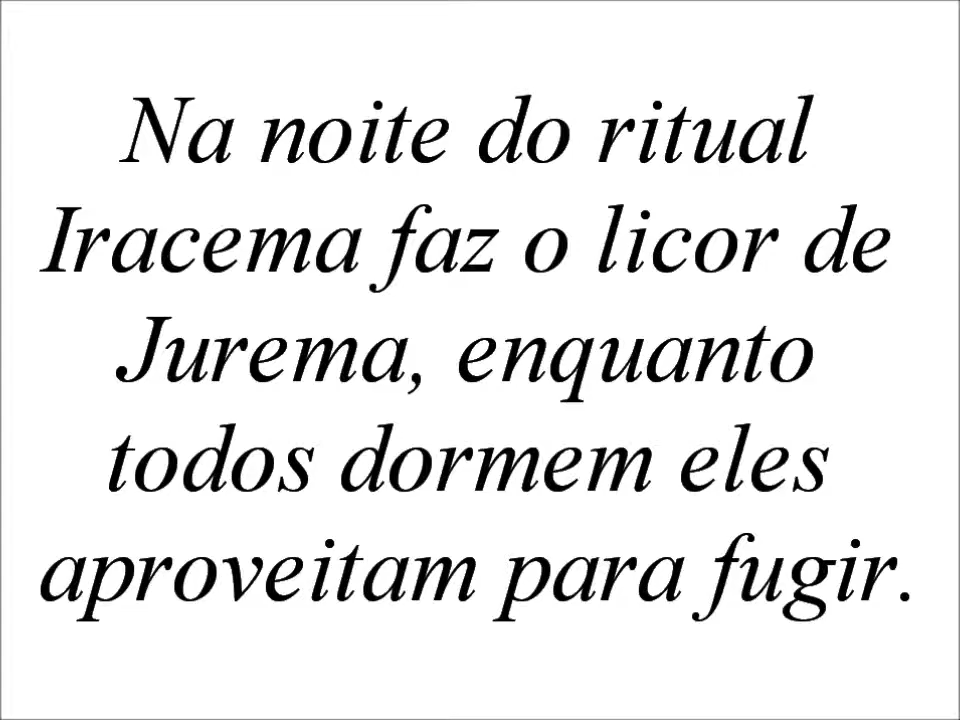 Na noite do ritual
Iracema faz o licor de
Jurema, enquanto
todos dormem eles
aproveitam para fugir.